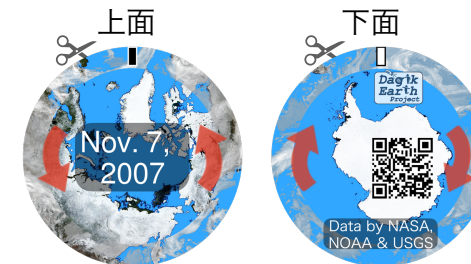 上面
下面
Nov. 7,
2007
Dagik
Earth
Project
Data by NASA,
NOAA & USGS